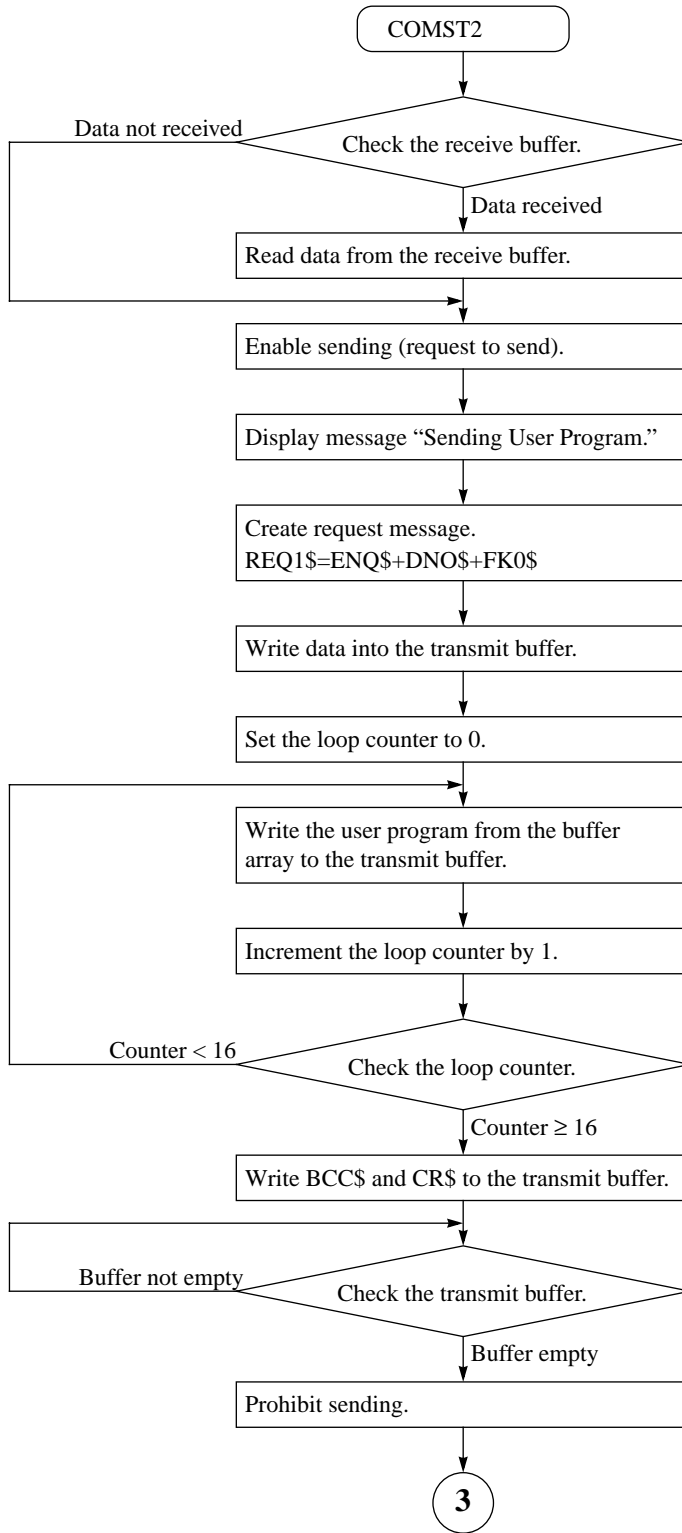 COMST2
Data not received
Check the receive buffer.
Data received
Read data from the receive buffer.
Enable sending (request to send).
Display message “Sending User Program.”
Create request message.
REQ1$=ENQ$+DNO$+FK0$
Write data into the transmit buffer.
Set the loop counter to 0.
Write the user program from the buffer
array to the transmit buffer.
Increment the loop counter by 1.
Counter < 16
Check the loop counter.
Counter ≥ 16
Write BCC$ and CR$ to the transmit buffer.
Buffer not empty
Check the transmit buffer.
Buffer empty
Prohibit sending.
3